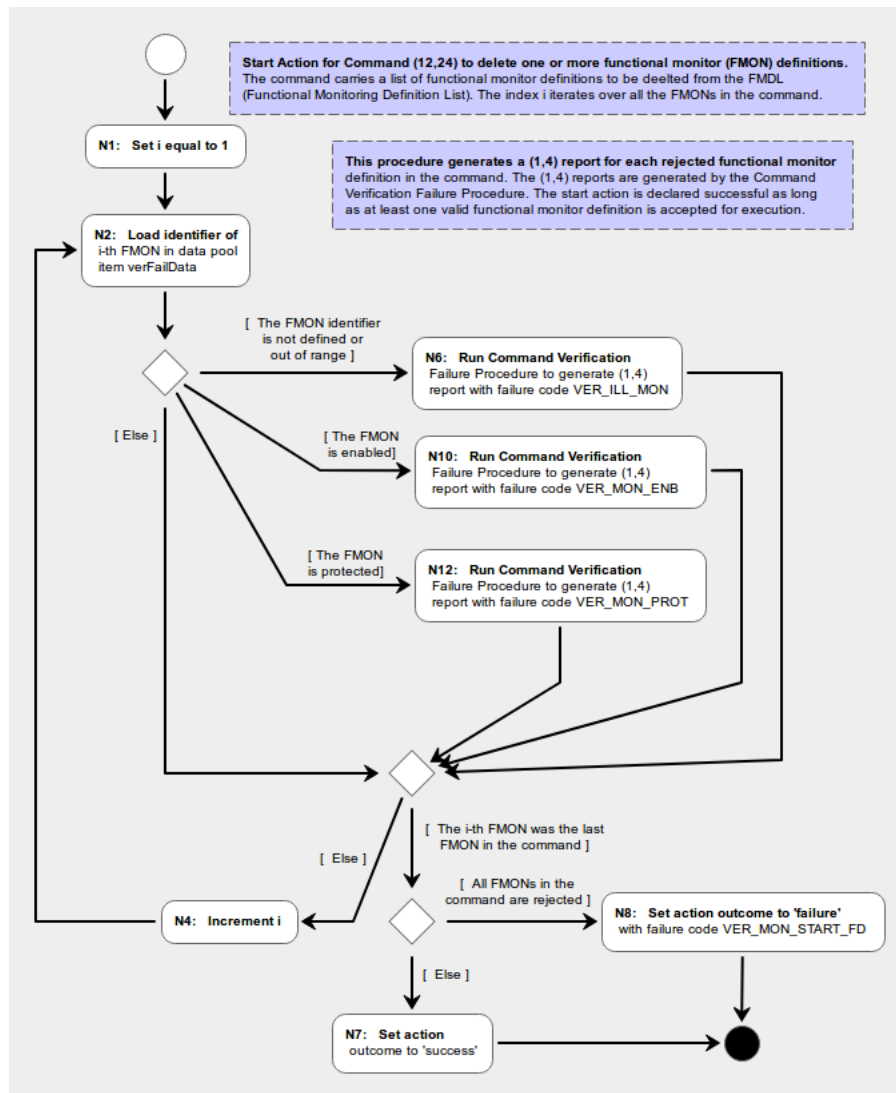 Start Action for Command (12,24) to delete one or more functional monitor (FMON) definitions.
The command carries a list of functional monitor definitions to be deelted from the FMDL
(Functional Monitoring Definition List). The index i iterates over all the FMONs in the command.
N1: Set i equal to 1
This procedure generates a (1,4) report for each rejected functional monitor
definition in the command. The (1,4) reports are generated by the Command
Verification Failure Procedure. The start action is declared successful as long
as at least one valid functional monitor definition is accepted for execution.
N2: Load identifier of
i-th FMON in data pool
item verFailData
[ The FMON identifier
is not defined or
out of range ]
N6: Run Command Verification
Failure Procedure to generate (1,4)
report with failure code VER_ILL_MON
[ Else ]
[ The FMON
is enabled]
N10: Run Command Verification
Failure Procedure to generate (1,4)
report with failure code VER_MON_ENB
[ The FMON
is protected]
N12: Run Command Verification
Failure Procedure to generate (1,4)
report with failure code VER_MON_PROT
[ The i-th FMON was the last
FMON in the command ]
[ Else ]
[ All FMONs in the
command are rejected ]
N4: Increment i
N8: Set action outcome to 'failure'
with failure code VER_MON_START_FD
[ Else ]
N7: Set action
outcome to 'success'